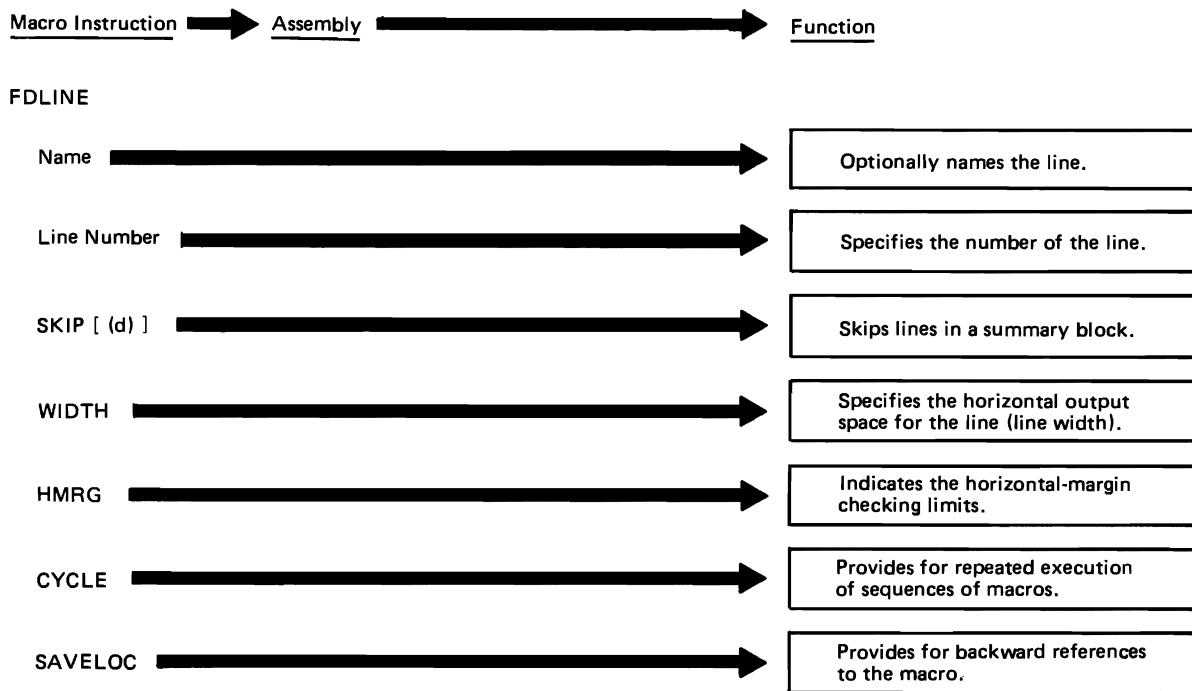 Macro Instruction Assembly Function
FDLINE
Name Optionally names the line.
Line Number Specifies the number of the line.
SKIP [ (d) ] Skips lines in a summary block.
WIDTH Specifies the horizontal output
space for the line (line width).
HMRG Indicates the horizontal-margin
checking limits.
CYCLE Provides for repeated execution
of sequences of macros.
SAVELOC Provides for backward references
to the macro.